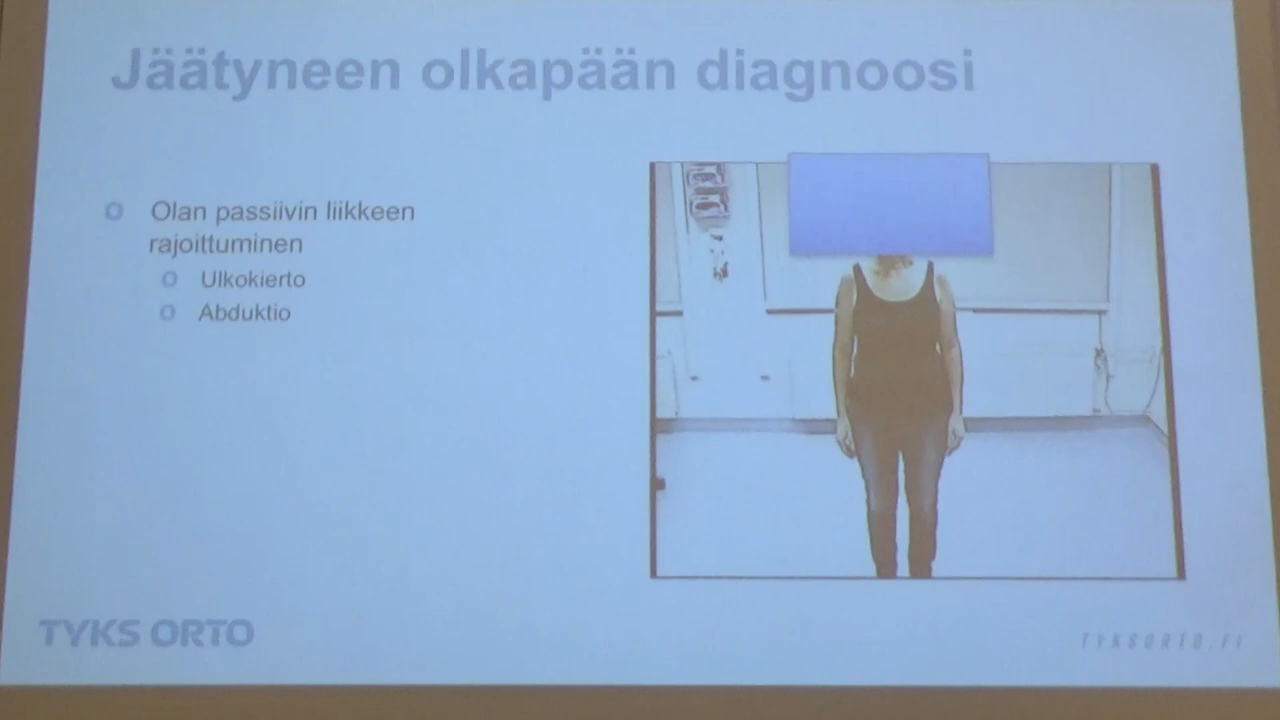 Jäätyneen olkapään diagnoosi
Olan passiivin liikkeen
rajoittuminen
Ulkokierto
Abduktio
TYKS ORTO
TYKSORTO.FI